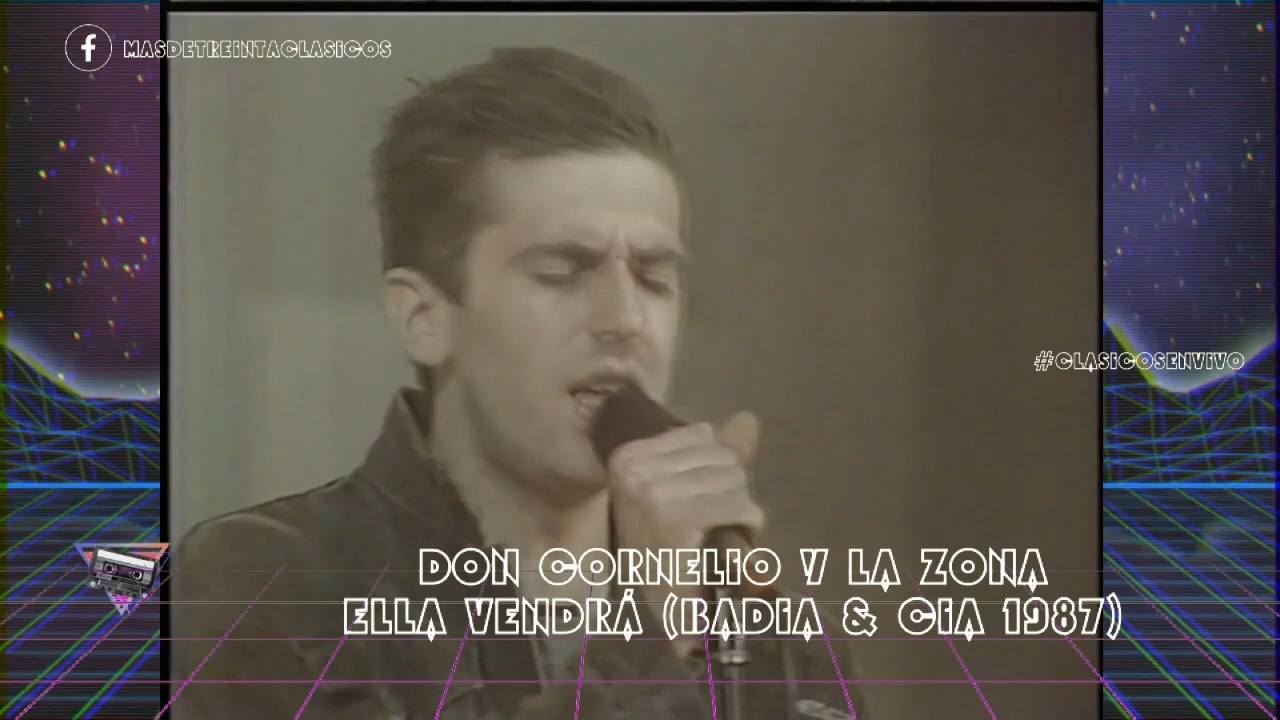 MASDETREINTACLASICOS
#CLASICOSENVIVO
DON CORNELIO Y LA ZONA
ELLA VENDRÁ (BADIA & CIA 1987)